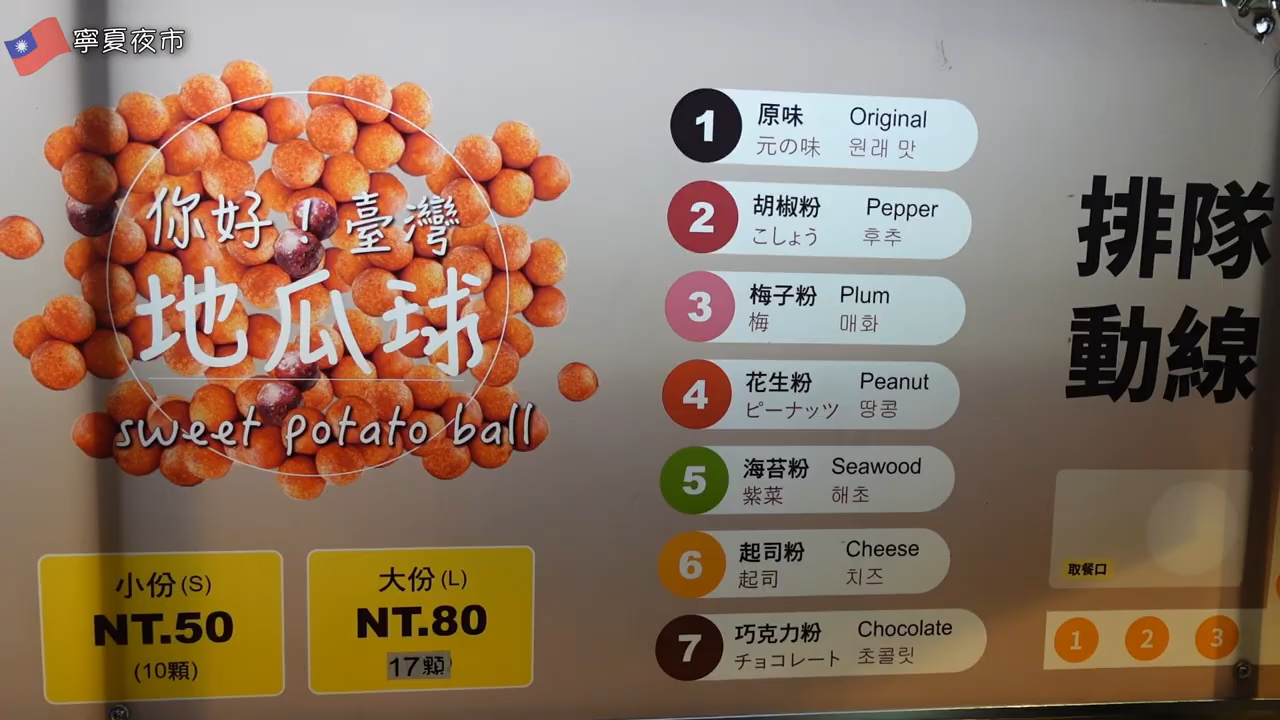 寧夏夜市
你好!臺灣
地瓜球
sweet potato ball
小份(S)
NT.50
(10顆)
大份(L)
NT.80
17顆
1 原味 Original
元の味 원래 맛
2 胡椒粉 Pepper
こしょう 후추
3 梅子粉 Plum
梅 매화
4 花生粉 Peanut
ピーナッツ 땅콩
5 海苔粉 Seawood
紫菜 해초
6 起司粉 Cheese
起司 치즈
7 巧克力粉 Chocolate
チョコレート 초콜릿
排隊
動線
取餐口
1 2 3